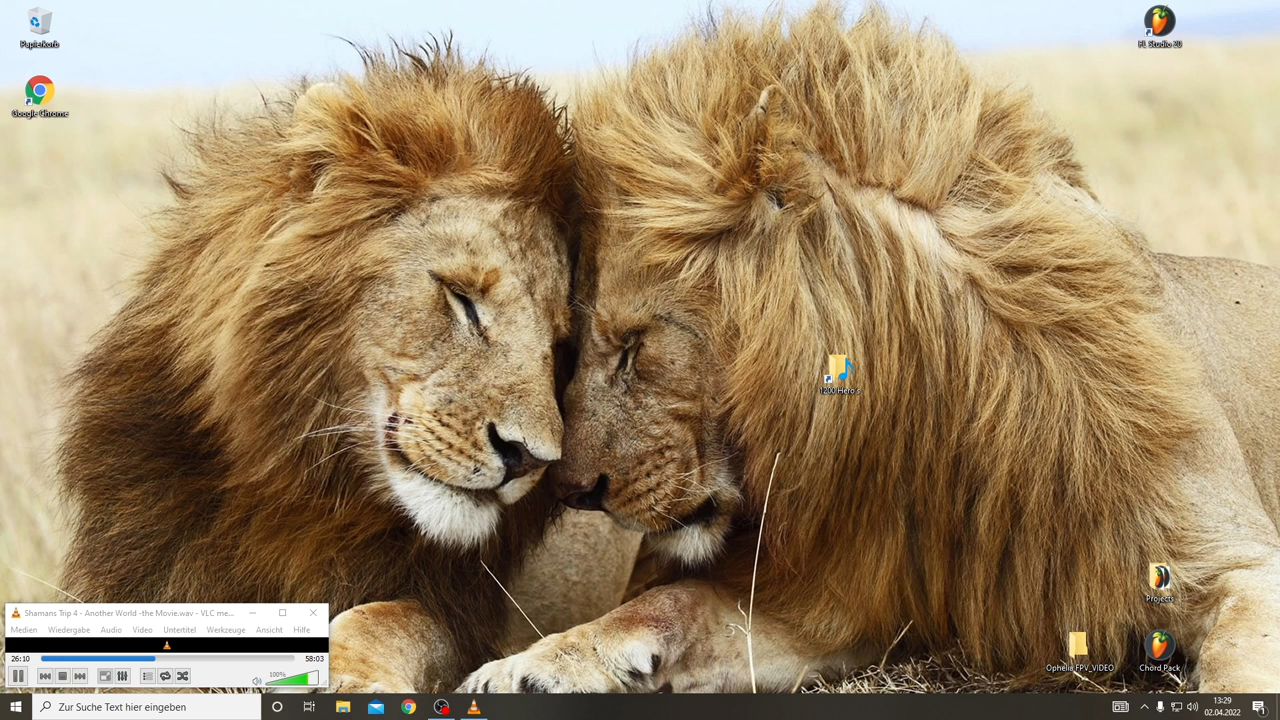 Papierkorb
Google Chrome
FL Studio 20
1200 Hero's
Projects
Ophelia FPV_VIDEO
Chord Pack
Shamans Trip 4 - Another World -the Movie.wav - VLC me...
Medien Wiedergabe Audio Video Untertitel Werkzeuge Ansicht Hilfe
26:10 58:03
100%
Zur Suche Text hier eingeben
13:29
02.04.2022
1